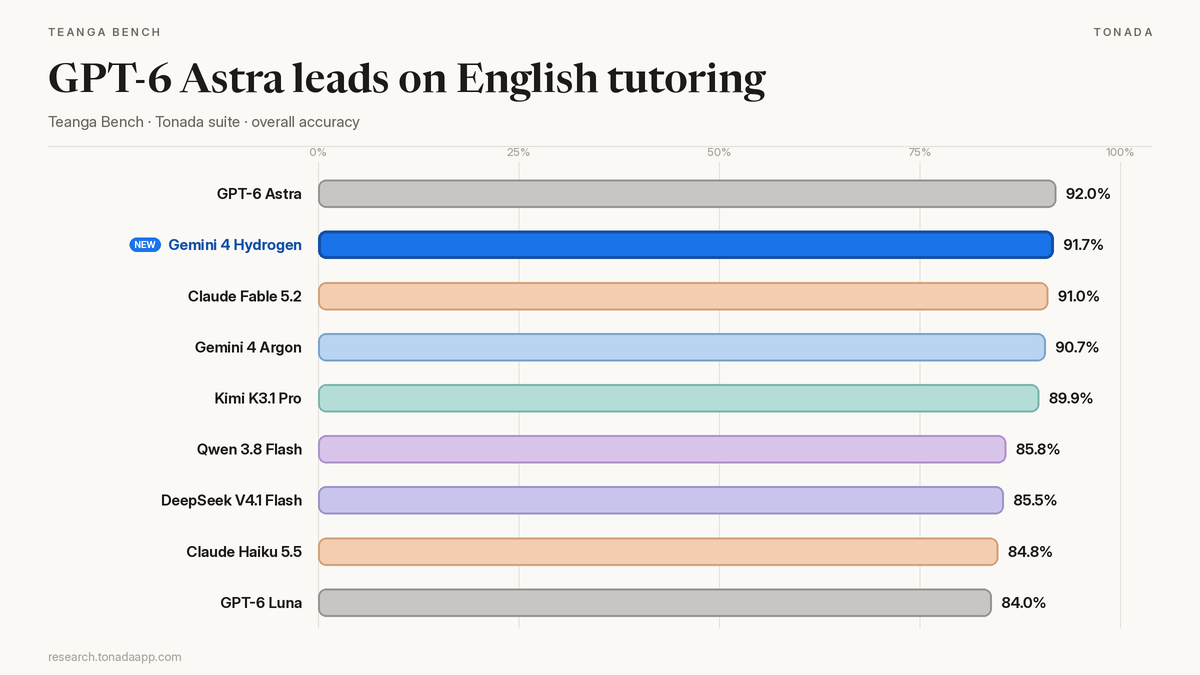 TEANGA BENCH
TONADA
GPT-6 Astra leads on English tutoring
Teanga Bench · Tonada suite · overall accuracy
0% 25% 50% 75% 100%
GPT-6 Astra 92.0%
NEW Gemini 4 Hydrogen 91.7%
Claude Fable 5.2 91.0%
Gemini 4 Argon 90.7%
Kimi K3.1 Pro 89.9%
Qwen 3.8 Flash 85.8%
DeepSeek V4.1 Flash 85.5%
Claude Haiku 5.5 84.8%
GPT-6 Luna 84.0%
research.tonadaapp.com